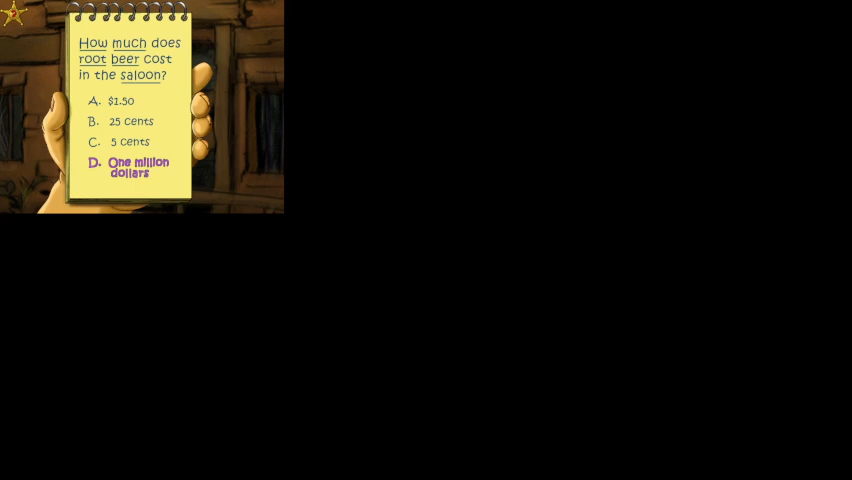 How much does
root beer cost
in the saloon?
A. $1.50
B. 25 cents
C. 5 cents
D. One million
dollars